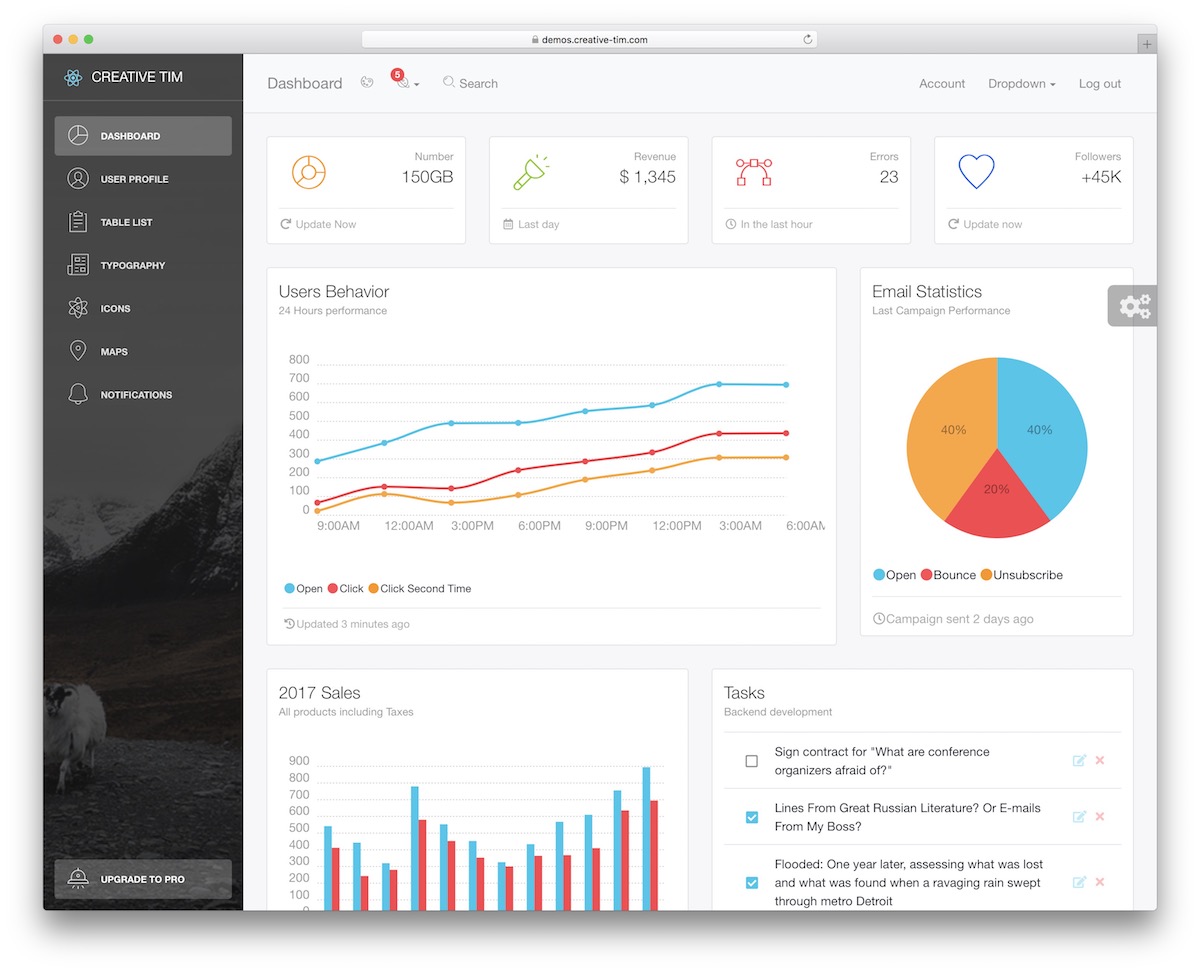 demos.creative-tim.com
CREATIVE TIM
DASHBOARD
USER PROFILE
TABLE LIST
TYPOGRAPHY
ICONS
MAPS
NOTIFICATIONS
UPGRADE TO PRO
Dashboard 5 Search Account Dropdown Log out
Number
150GB
Update Now
Revenue
$ 1,345
Last day
Errors
23
In the last hour
Followers
+45K
Update now
Users Behavior
24 Hours performance
800
700
600
500
400
300
200
100
0
9:00AM 12:00AM 3:00PM 6:00PM 9:00PM 12:00PM 3:00AM 6:00AM
Open Click Click Second Time
Updated 3 minutes ago
Email Statistics
Last Campaign Performance
40% 40%
20%
Open Bounce Unsubscribe
Campaign sent 2 days ago
2017 Sales
All products including Taxes
900
800
700
600
500
400
300
200
100
0
Tasks
Backend development
Sign contract for "What are conference
organizers afraid of?"
Lines From Great Russian Literature? Or E-mails
From My Boss?
Flooded: One year later, assessing what was lost
and what was found when a ravaging rain swept
through metro Detroit